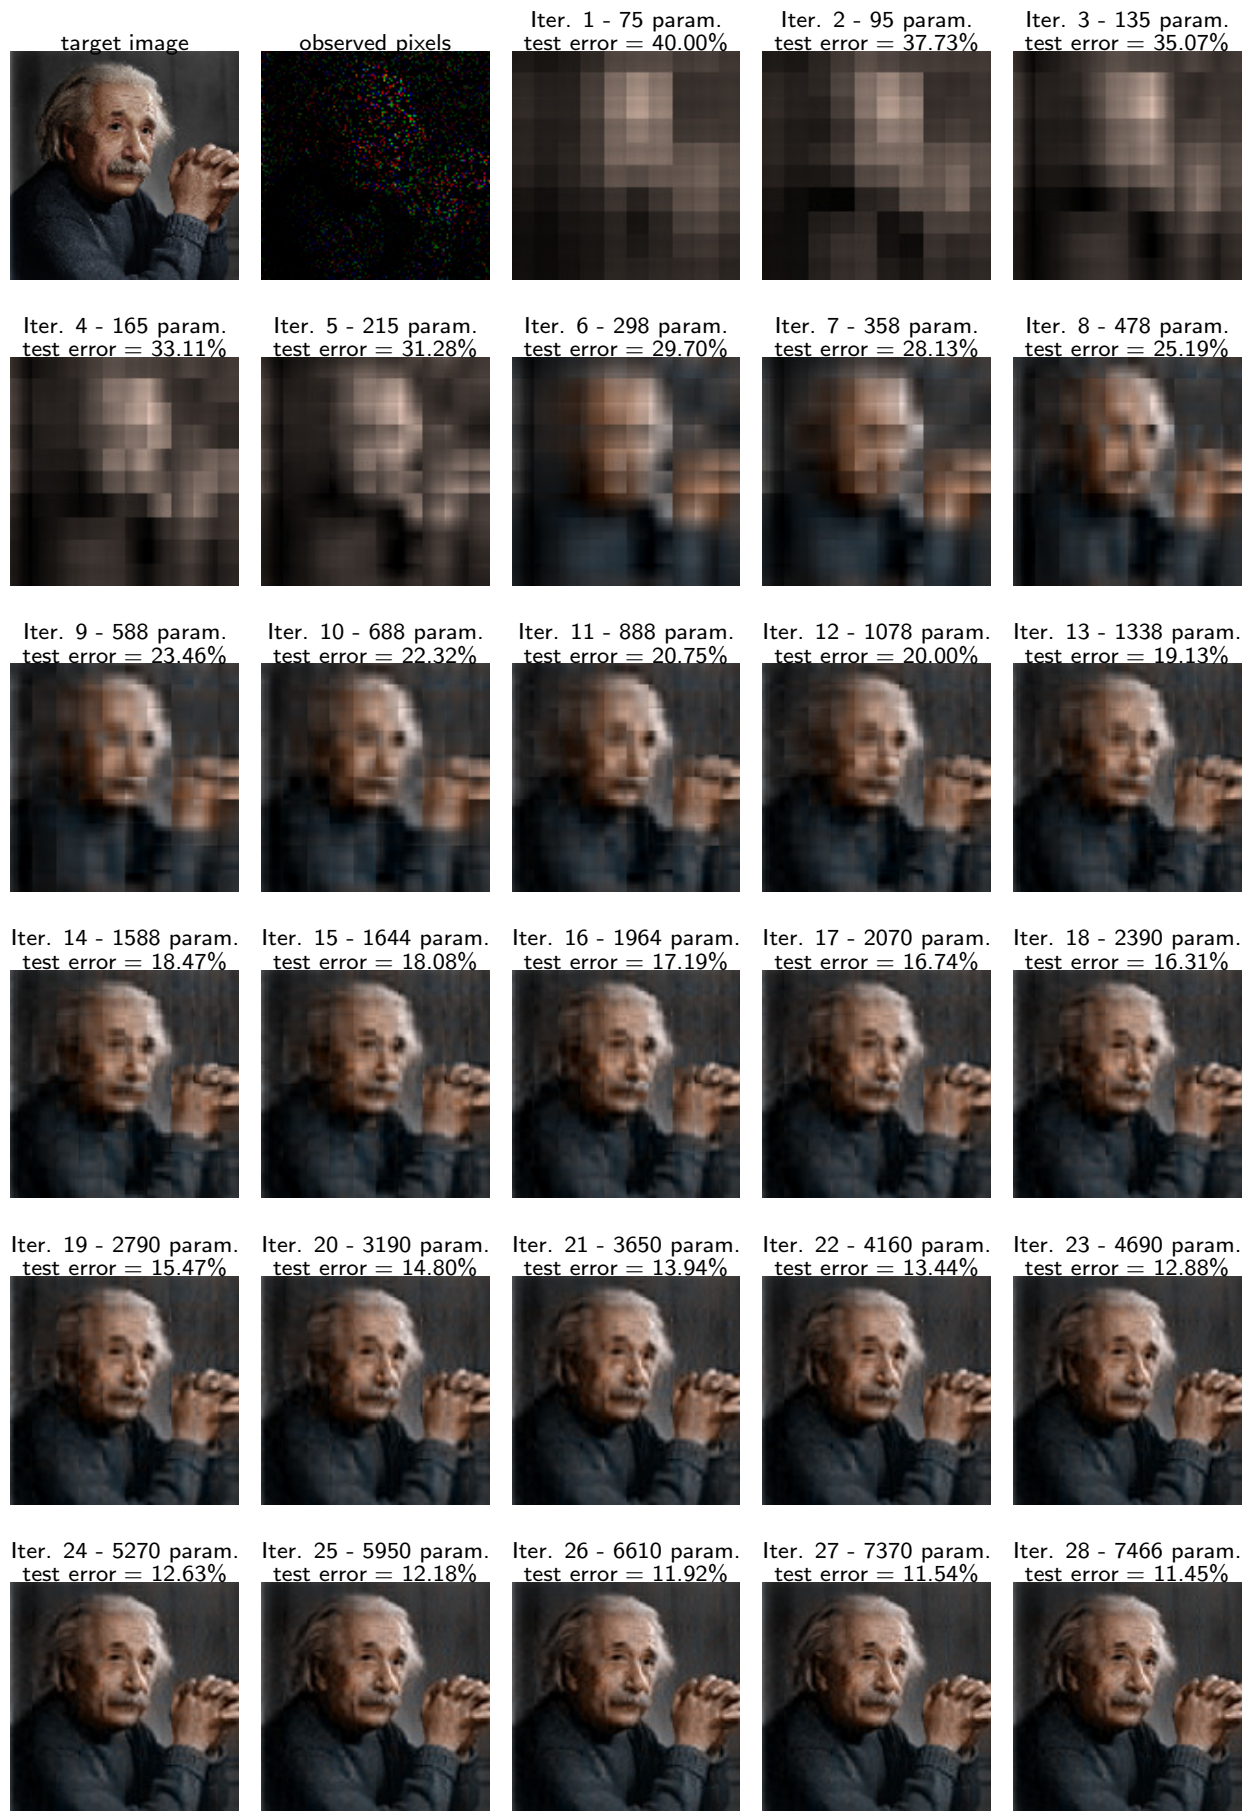 target image
observed pixels
Iter. 1 - 75 param.
test error = 40.00%
Iter. 2 - 95 param.
test error = 37.73%
Iter. 3 - 135 param.
test error = 35.07%
Iter. 4 - 165 param.
test error = 33.11%
Iter. 5 - 215 param.
test error = 31.28%
Iter. 6 - 298 param.
test error = 29.70%
Iter. 7 - 358 param.
test error = 28.13%
Iter. 8 - 478 param.
test error = 25.19%
Iter. 9 - 588 param.
test error = 23.46%
Iter. 10 - 688 param.
test error = 22.32%
Iter. 11 - 888 param.
test error = 20.75%
Iter. 12 - 1078 param.
test error = 20.00%
Iter. 13 - 1338 param.
test error = 19.13%
Iter. 14 - 1588 param.
test error = 18.47%
Iter. 15 - 1644 param.
test error = 18.08%
Iter. 16 - 1964 param.
test error = 17.19%
Iter. 17 - 2070 param.
test error = 16.74%
Iter. 18 - 2390 param.
test error = 16.31%
Iter. 19 - 2790 param.
test error = 15.47%
Iter. 20 - 3190 param.
test error = 14.80%
Iter. 21 - 3650 param.
test error = 13.94%
Iter. 22 - 4160 param.
test error = 13.44%
Iter. 23 - 4690 param.
test error = 12.88%
Iter. 24 - 5270 param.
test error = 12.63%
Iter. 25 - 5950 param.
test error = 12.18%
Iter. 26 - 6610 param.
test error = 11.92%
Iter. 27 - 7370 param.
test error = 11.54%
Iter. 28 - 7466 param.
test error = 11.45%